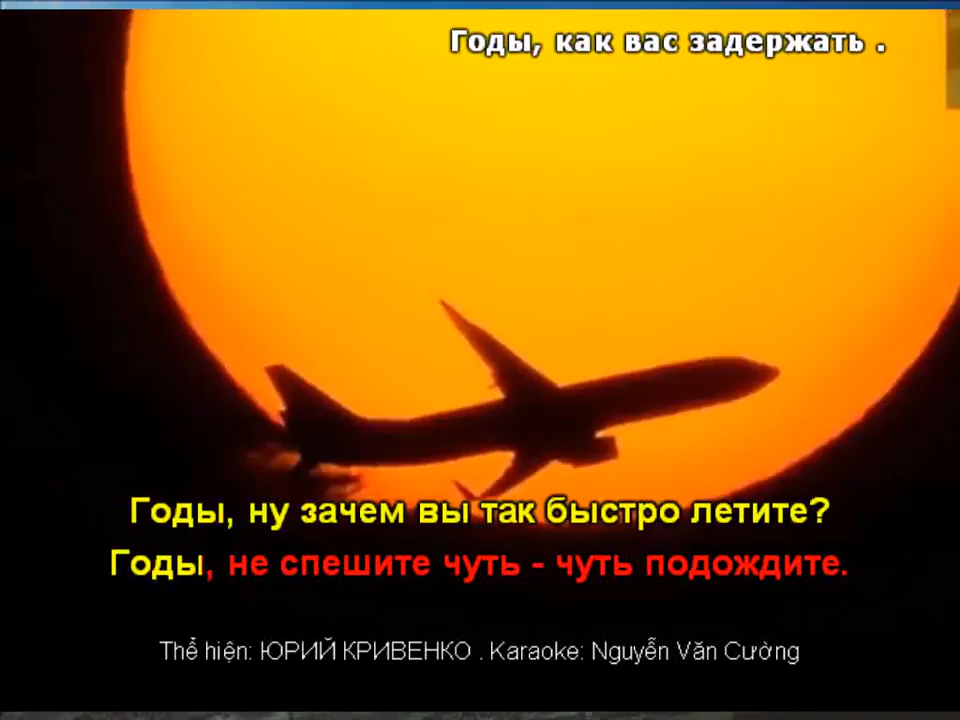 Годы, как вас задержать .
Годы, ну зачем вы так быстро летите?
Годы, не спешите чуть - чуть подождите.
Thể hiện: ЮРИЙ КРИВЕНКО . Karaoke: Nguyễn Văn Cường